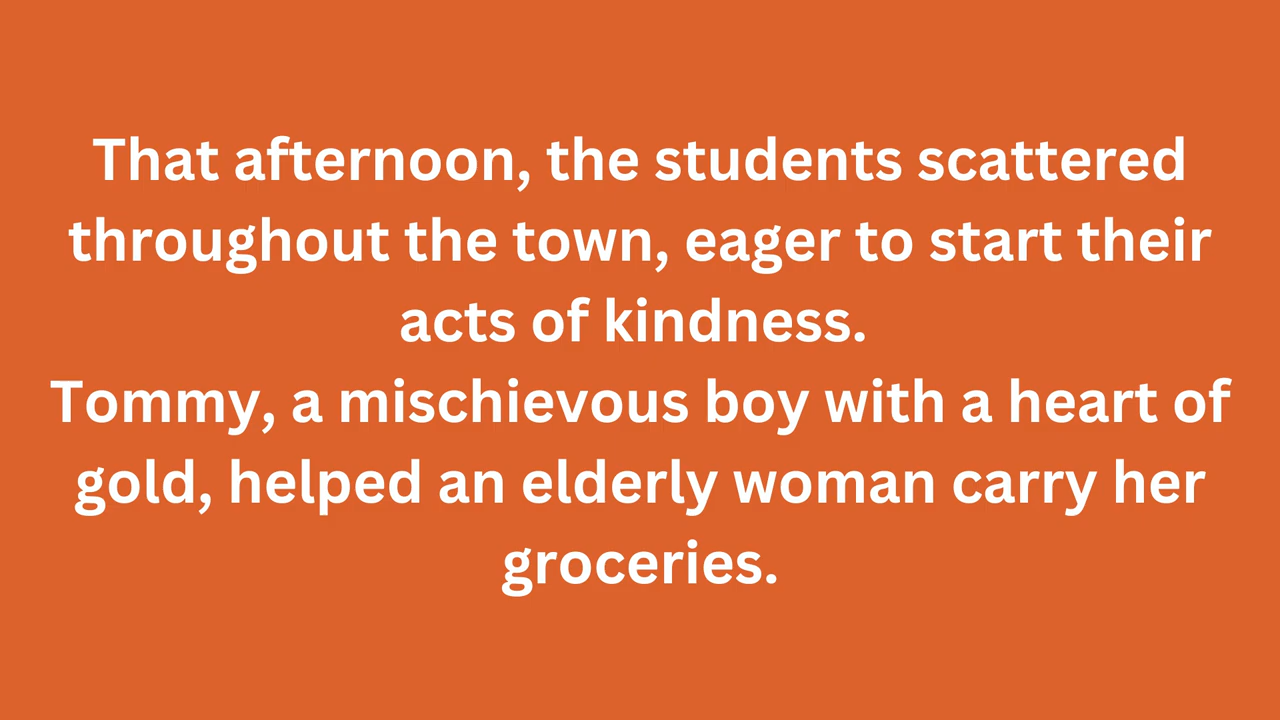 That afternoon, the students scattered
throughout the town, eager to start their
acts of kindness.
Tommy, a mischievous boy with a heart of
gold, helped an elderly woman carry her
groceries.